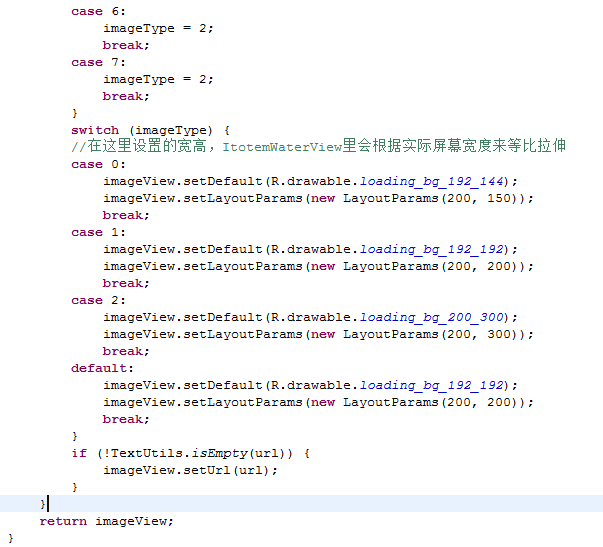 case 6:
imageType = 2;
break;
case 7:
imageType = 2;
break;
}
switch (imageType) {
//在这里设置的宽高，ItotemWaterView里会根据实际屏幕宽度来等比拉伸
case 0:
imageView.setDefault(R.drawable.loading_bg_192_144);
imageView.setLayoutParams(new LayoutParams(200, 150));
break;
case 1:
imageView.setDefault(R.drawable.loading_bg_192_192);
imageView.setLayoutParams(new LayoutParams(200, 200));
break;
case 2:
imageView.setDefault(R.drawable.loading_bg_200_300);
imageView.setLayoutParams(new LayoutParams(200, 300));
break;
default:
imageView.setDefault(R.drawable.loading_bg_192_192);
imageView.setLayoutParams(new LayoutParams(200, 200));
break;
}
if (!TextUtils.isEmpty(url)) {
imageView.setUrl(url);
}
}
return imageView;
}